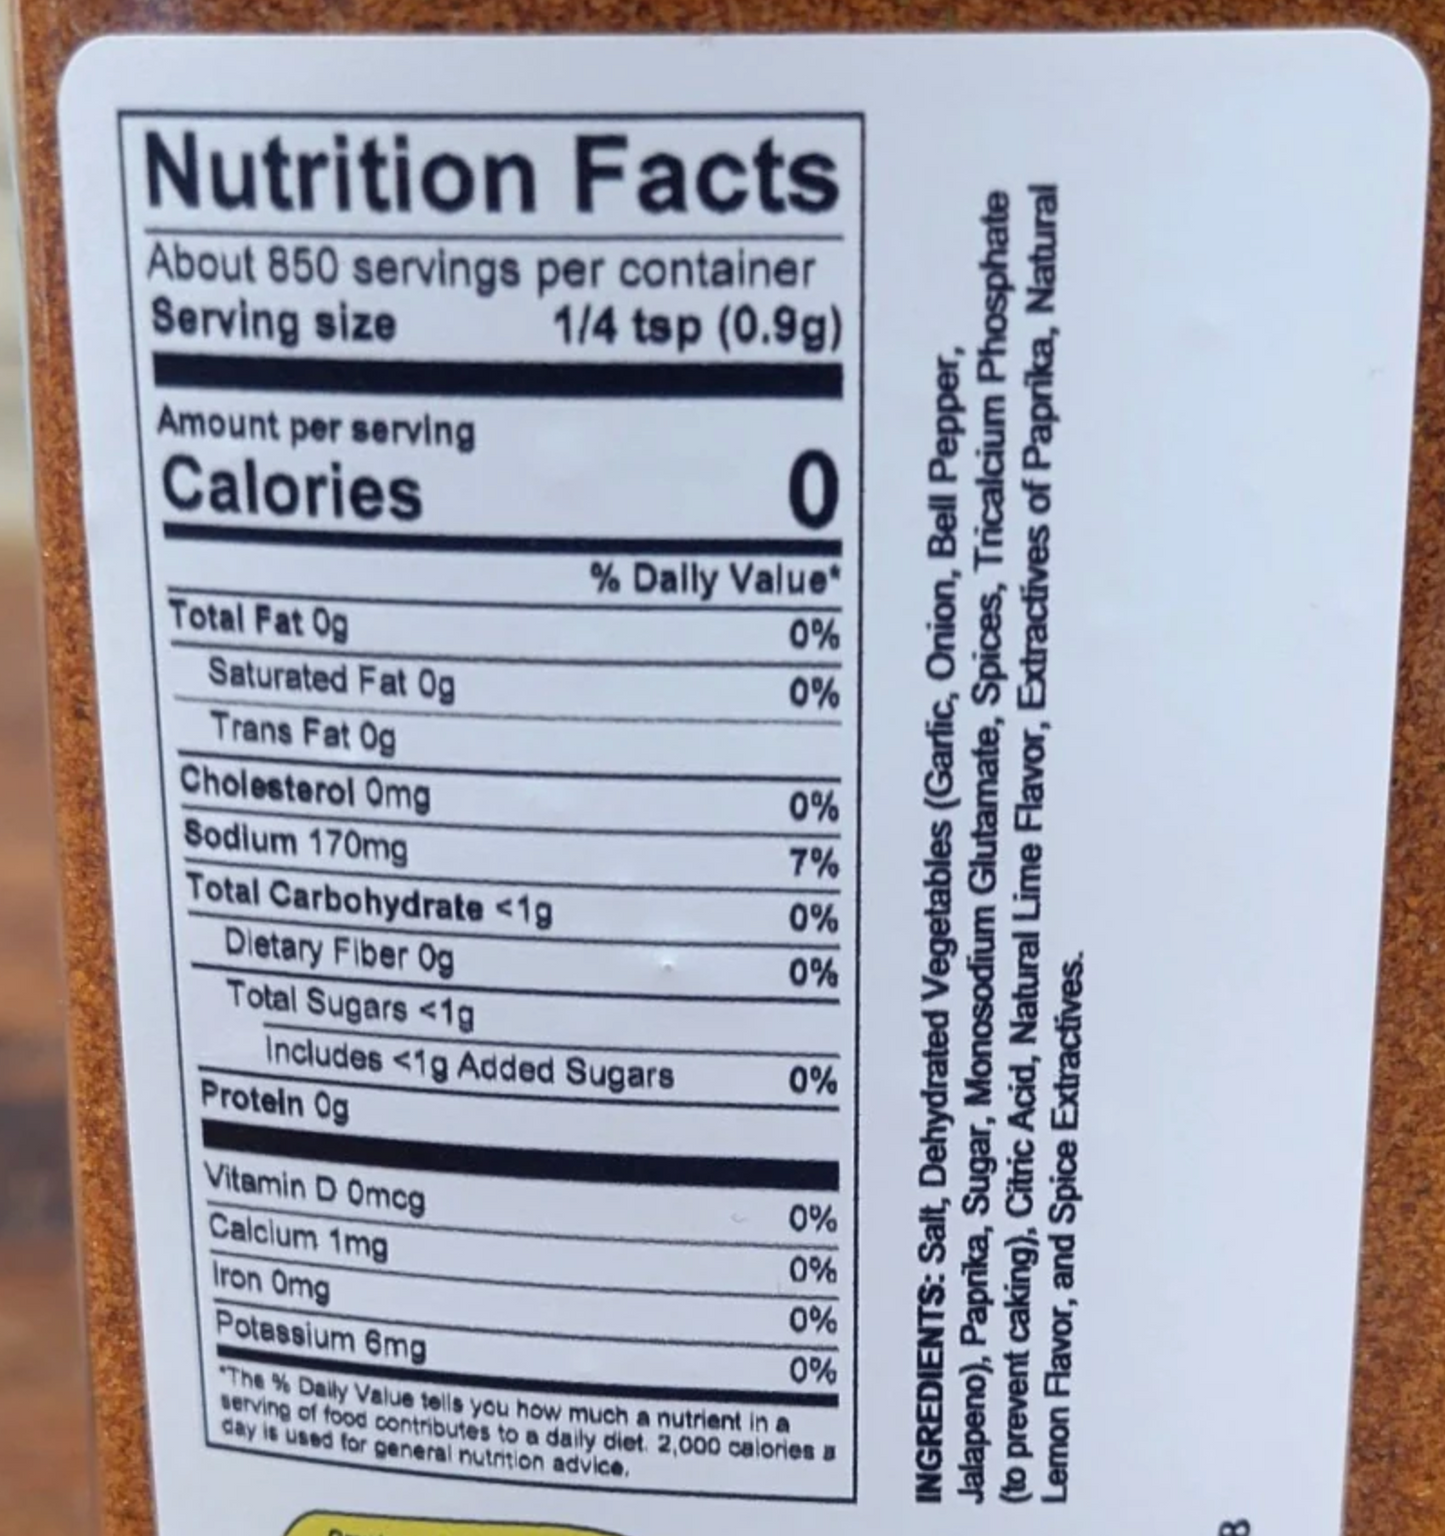 Nutrition Facts
About 850 servings per container
Serving size 1/4 tsp (0.9g)
Amount per serving
Calories 0
% Daily Value*
Total Fat 0g 0%
Saturated Fat 0g 0%
Trans Fat 0g
Cholesterol 0mg 0%
Sodium 170mg 7%
Total Carbohydrate <1g 0%
Dietary Fiber 0g 0%
Total Sugars <1g
Includes <1g Added Sugars 0%
Protein 0g
Vitamin D 0mcg 0%
Calcium 1mg 0%
Iron 0mg 0%
Potassium 6mg 0%
*The % Daily Value tells you how much a nutrient in a
serving of food contributes to a daily diet. 2,000 calories a
day is used for general nutrition advice.
INGREDIENTS: Salt, Dehydrated Vegetables (Garlic, Onion, Bell Pepper,
Jalapeno), Paprika, Sugar, Monosodium Glutamate, Spices, Tricalcium Phosphate
(to prevent caking), Citric Acid, Natural Lime Flavor, Extractives of Paprika, Natural
Lemon Flavor, and Spice Extractives.